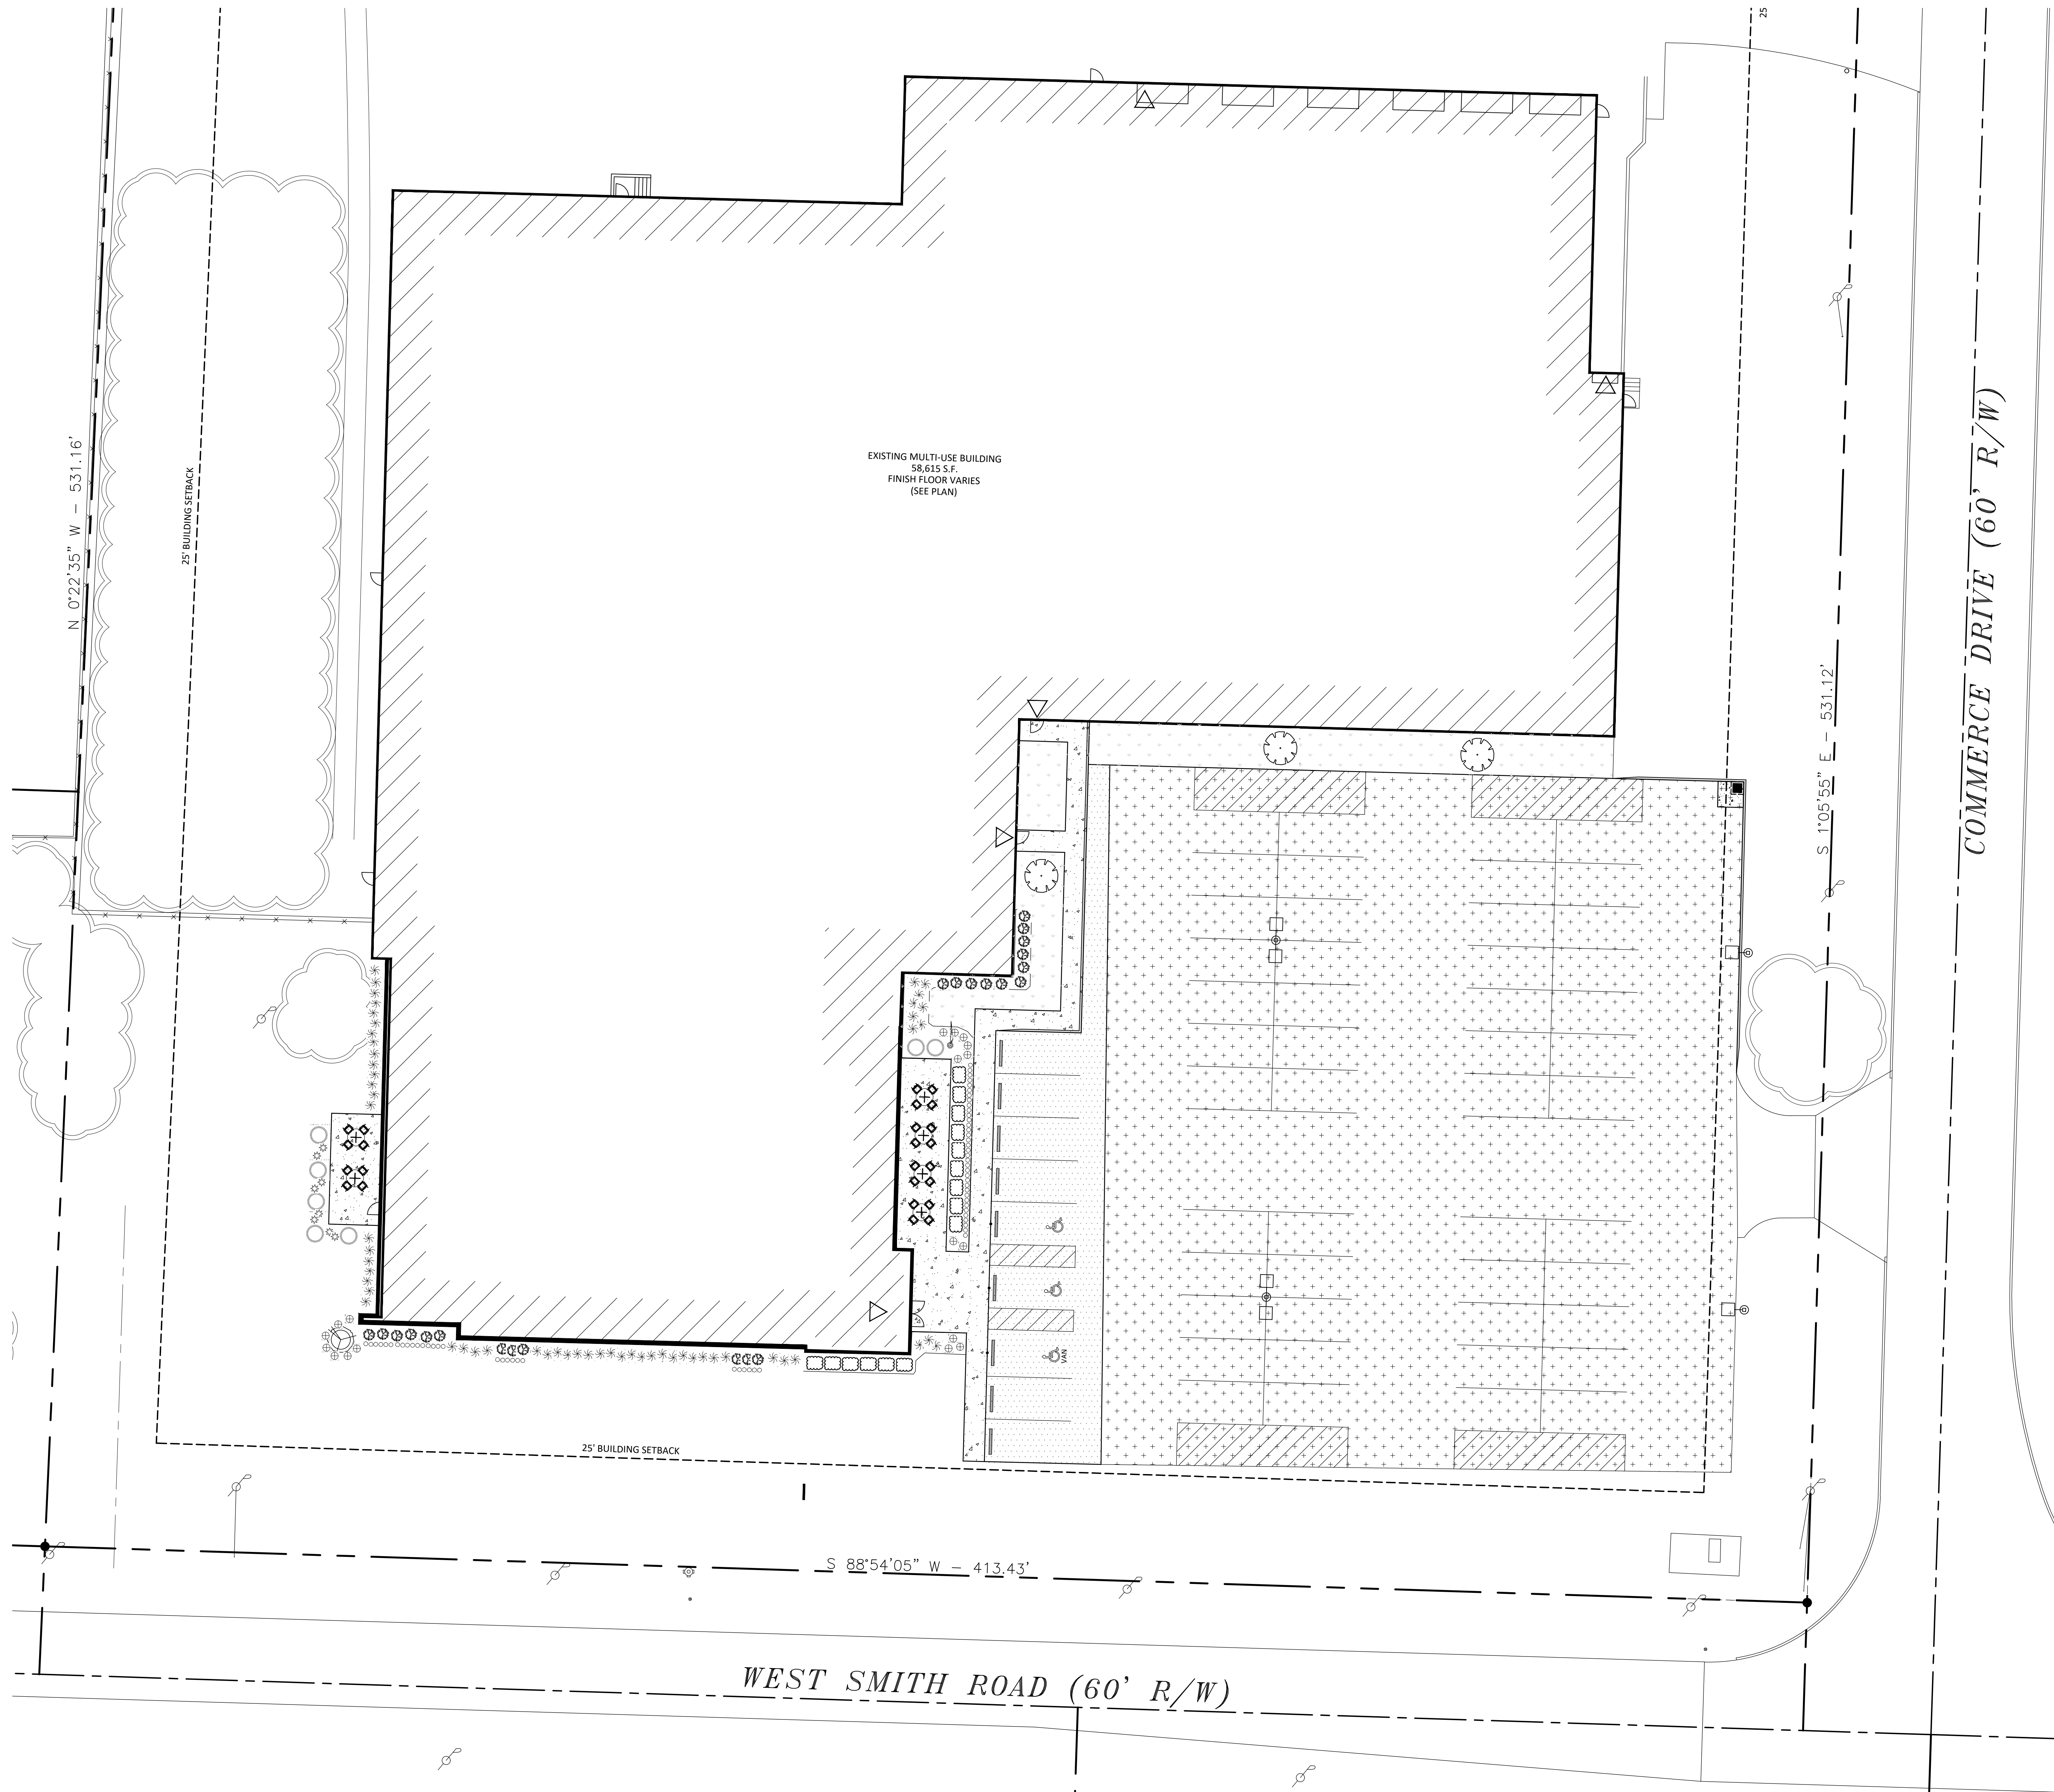 25
EXISTING MULTI-USE BUILDING
58,615 S.F.
FINISH FLOOR VARIES
(SEE PLAN)
N 0°22'35" W - 531.16'
25' BUILDING SETBACK
S 1°05'55" E - 531.12'
COMMERCE DRIVE (60' R/W)
VAN
25' BUILDING SETBACK
S 88°54'05" W - 413.43'
WEST SMITH ROAD (60' R/W)